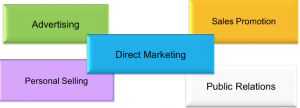 Advertising
Sales Promotion
Direct Marketing
Personal Selling
Public Relations